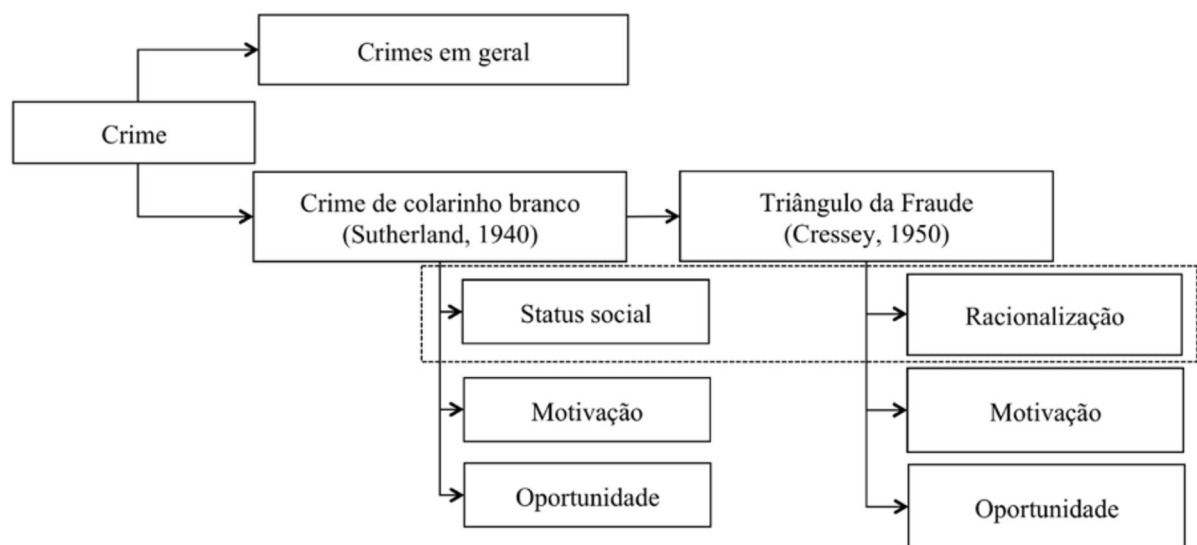 Crimes em geral
Crime
Crime de colarinho branco
(Sutherland, 1940)
Triângulo da Fraude
(Cressey, 1950)
Status social
Racionalização
Motivação
Motivação
Oportunidade
Oportunidade